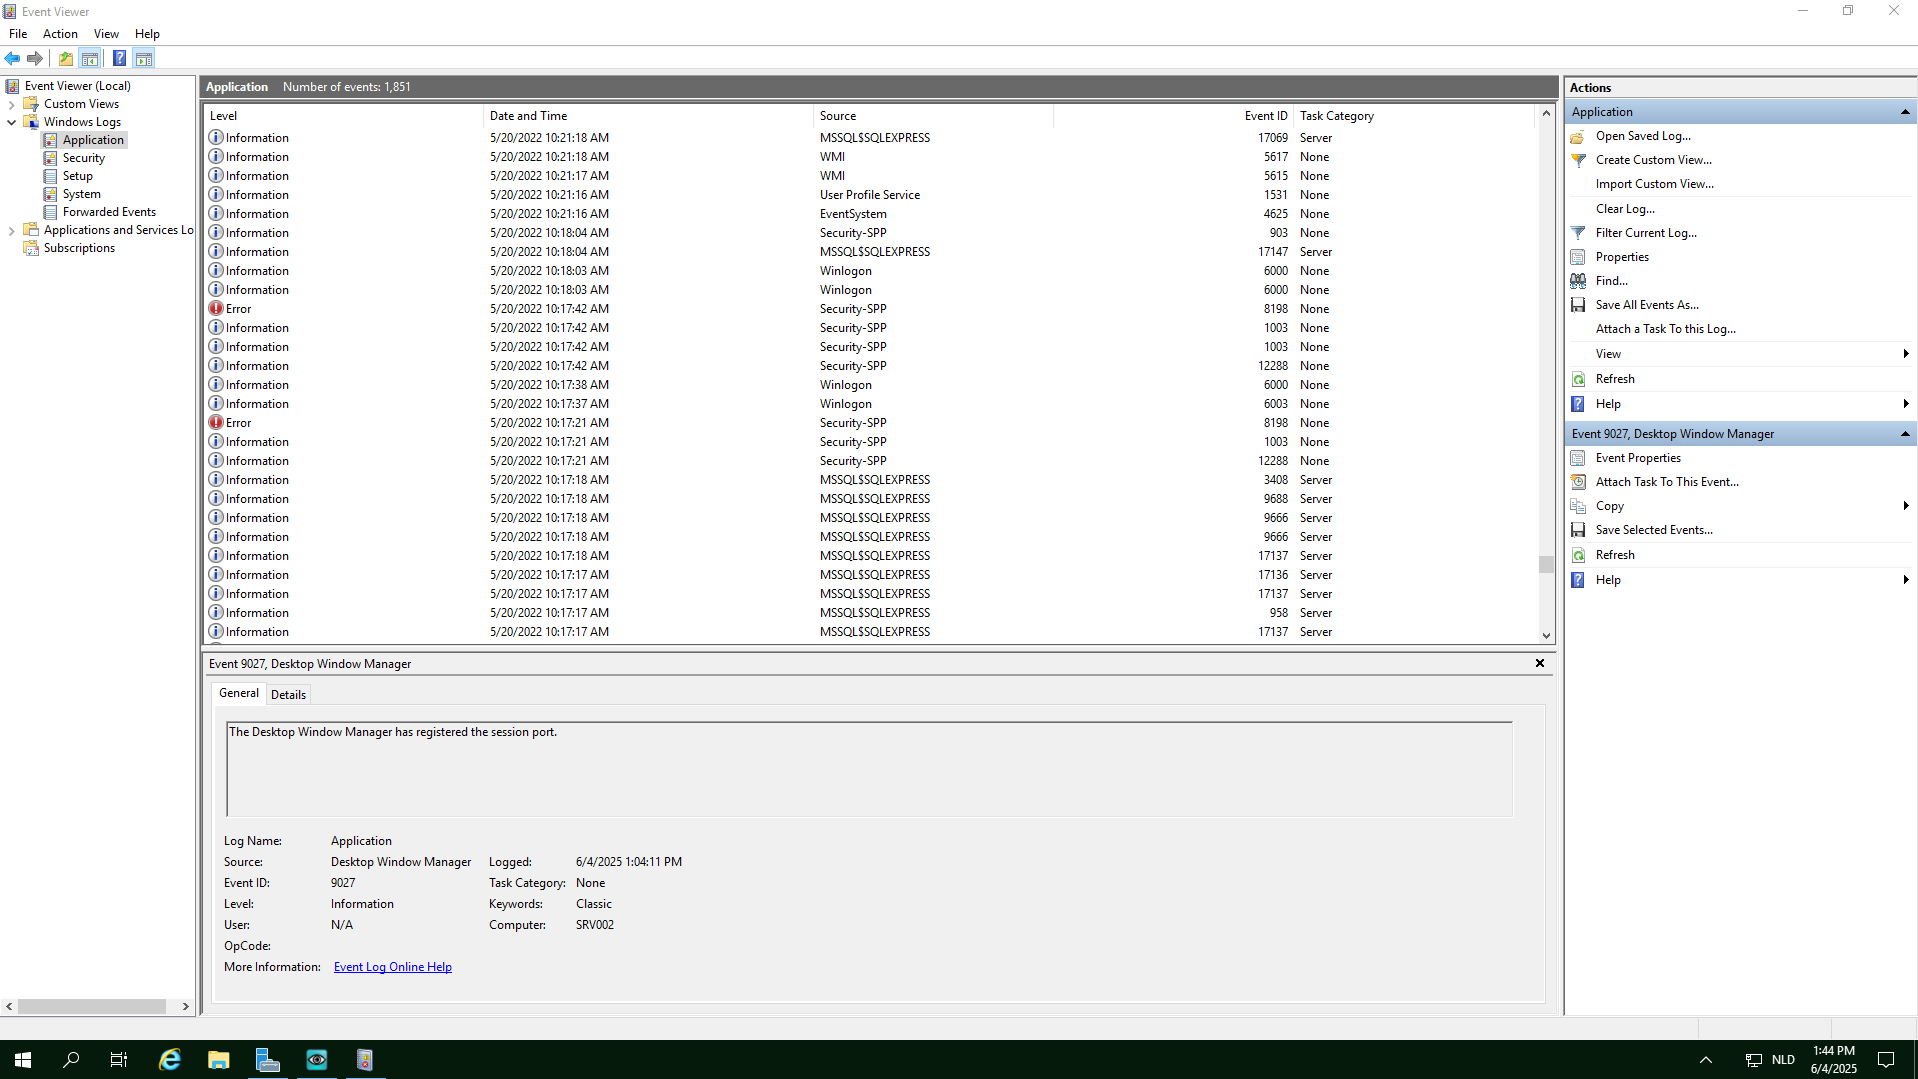 Event Viewer
File Action View Help
Event Viewer (Local)
Custom Views
Windows Logs
Application
Security
Setup
System
Forwarded Events
Applications and Services Lo
Subscriptions
Application Number of events: 1,851
Level Date and Time Source Event ID Task Category
Information 5/20/2022 10:21:18 AM MSSQL$SQLEXPRESS 17069 Server
Information 5/20/2022 10:21:18 AM WMI 5617 None
Information 5/20/2022 10:21:17 AM WMI 5615 None
Information 5/20/2022 10:21:16 AM User Profile Service 1531 None
Information 5/20/2022 10:21:16 AM EventSystem 4625 None
Information 5/20/2022 10:18:04 AM Security-SPP 903 None
Information 5/20/2022 10:18:04 AM MSSQL$SQLEXPRESS 17147 Server
Information 5/20/2022 10:18:03 AM Winlogon 6000 None
Information 5/20/2022 10:18:03 AM Winlogon 6000 None
Error 5/20/2022 10:17:42 AM Security-SPP 8198 None
Information 5/20/2022 10:17:42 AM Security-SPP 1003 None
Information 5/20/2022 10:17:42 AM Security-SPP 1003 None
Information 5/20/2022 10:17:42 AM Security-SPP 12288 None
Information 5/20/2022 10:17:38 AM Winlogon 6000 None
Information 5/20/2022 10:17:37 AM Winlogon 6003 None
Error 5/20/2022 10:17:21 AM Security-SPP 8198 None
Information 5/20/2022 10:17:21 AM Security-SPP 1003 None
Information 5/20/2022 10:17:21 AM Security-SPP 12288 None
Information 5/20/2022 10:17:18 AM MSSQL$SQLEXPRESS 3408 Server
Information 5/20/2022 10:17:18 AM MSSQL$SQLEXPRESS 9688 Server
Information 5/20/2022 10:17:18 AM MSSQL$SQLEXPRESS 9666 Server
Information 5/20/2022 10:17:18 AM MSSQL$SQLEXPRESS 9666 Server
Information 5/20/2022 10:17:18 AM MSSQL$SQLEXPRESS 17137 Server
Information 5/20/2022 10:17:17 AM MSSQL$SQLEXPRESS 17136 Server
Information 5/20/2022 10:17:17 AM MSSQL$SQLEXPRESS 17137 Server
Information 5/20/2022 10:17:17 AM MSSQL$SQLEXPRESS 958 Server
Information 5/20/2022 10:17:17 AM MSSQL$SQLEXPRESS 17137 Server
Event 9027, Desktop Window Manager
General Details
The Desktop Window Manager has registered the session port.
Log Name: Application
Source: Desktop Window Manager Logged: 6/4/2025 1:04:11 PM
Event ID: 9027 Task Category: None
Level: Information Keywords: Classic
User: N/A Computer: SRV002
OpCode:
More Information: Event Log Online Help
Actions
Application
Open Saved Log...
Create Custom View...
Import Custom View...
Clear Log...
Filter Current Log...
Properties
Find...
Save All Events As...
Attach a Task To this Log...
View
Refresh
Help
Event 9027, Desktop Window Manager
Event Properties
Attach Task To This Event...
Copy
Save Selected Events...
Refresh
Help
NLD
1:44 PM
6/4/2025